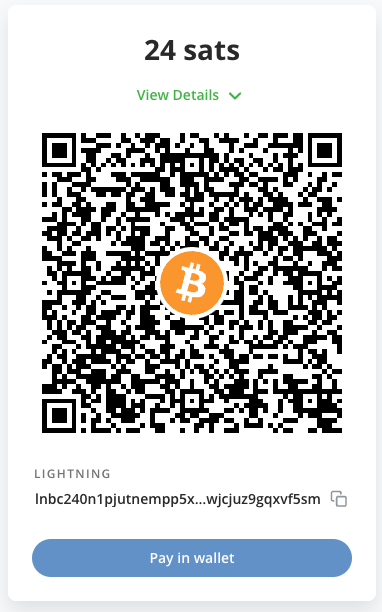 24 sats
View Details
LIGHTNING
lnbc240n1pjutnempp5x...wjcjuz9gqxvf5sm
Pay in wallet